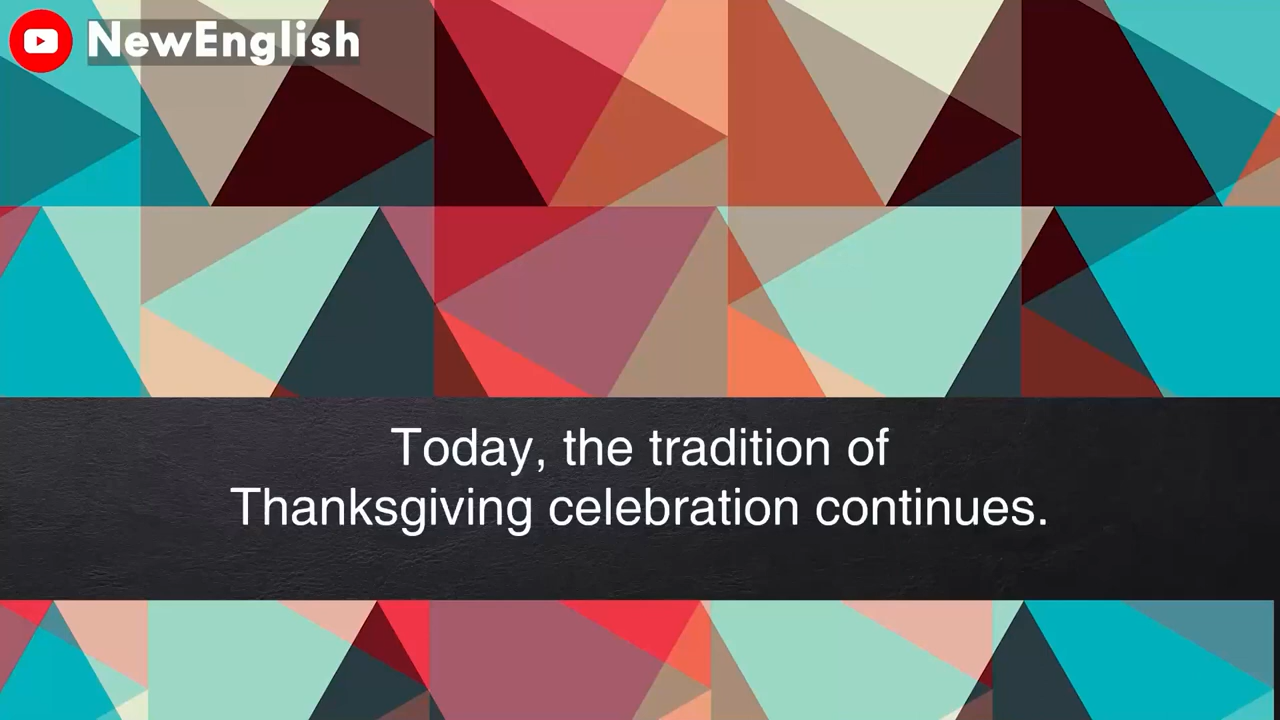 NewEnglish
Today, the tradition of
Thanksgiving celebration continues.